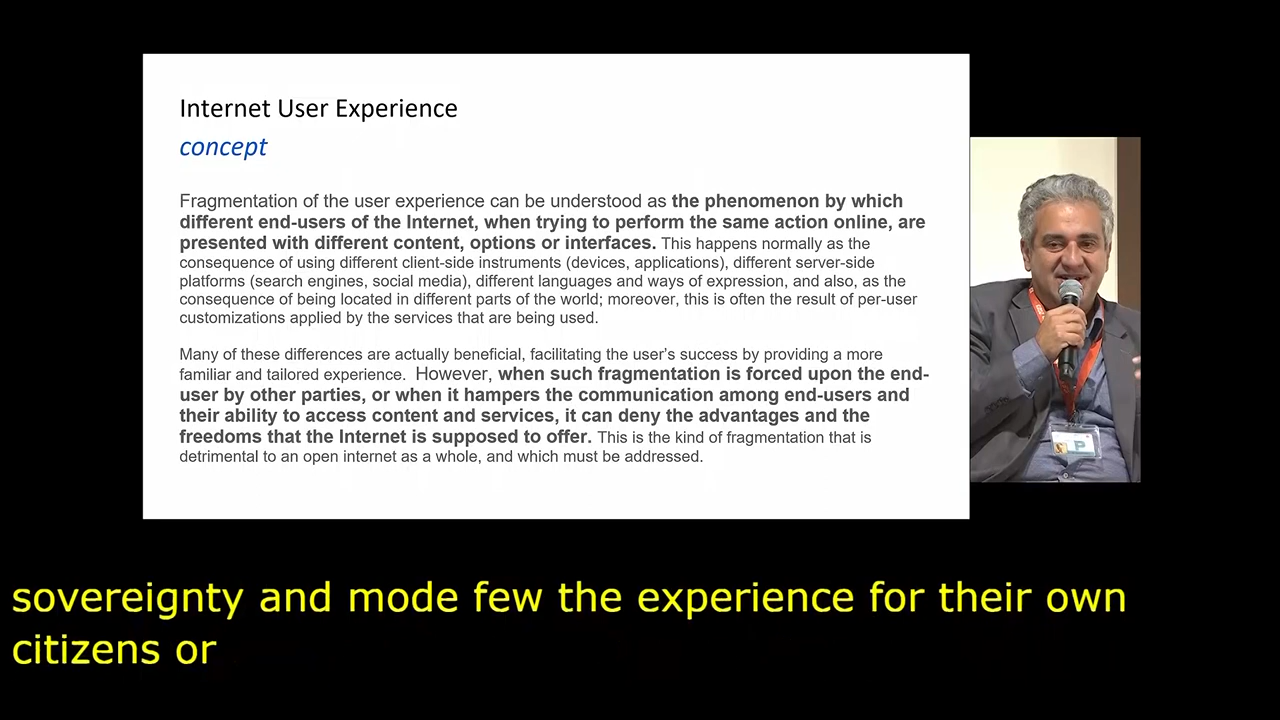 Internet User Experience
concept
Fragmentation of the user experience can be understood as the phenomenon by which
different end-users of the Internet, when trying to perform the same action online, are
presented with different content, options or interfaces. This happens normally as the
consequence of using different client-side instruments (devices, applications), different server-side
platforms (search engines, social media), different languages and ways of expression, and also, as the
consequence of being located in different parts of the world; moreover, this is often the result of per-user
customizations applied by the services that are being used.
Many of these differences are actually beneficial, facilitating the user's success by providing a more
familiar and tailored experience. However, when such fragmentation is forced upon the end-
user by other parties, or when it hampers the communication among end-users and
their ability to access content and services, it can deny the advantages and the
freedoms that the Internet is supposed to offer. This is the kind of fragmentation that is
detrimental to an open internet as a whole, and which must be addressed.
P
sovereignty and mode few the experience for their own
citizens or